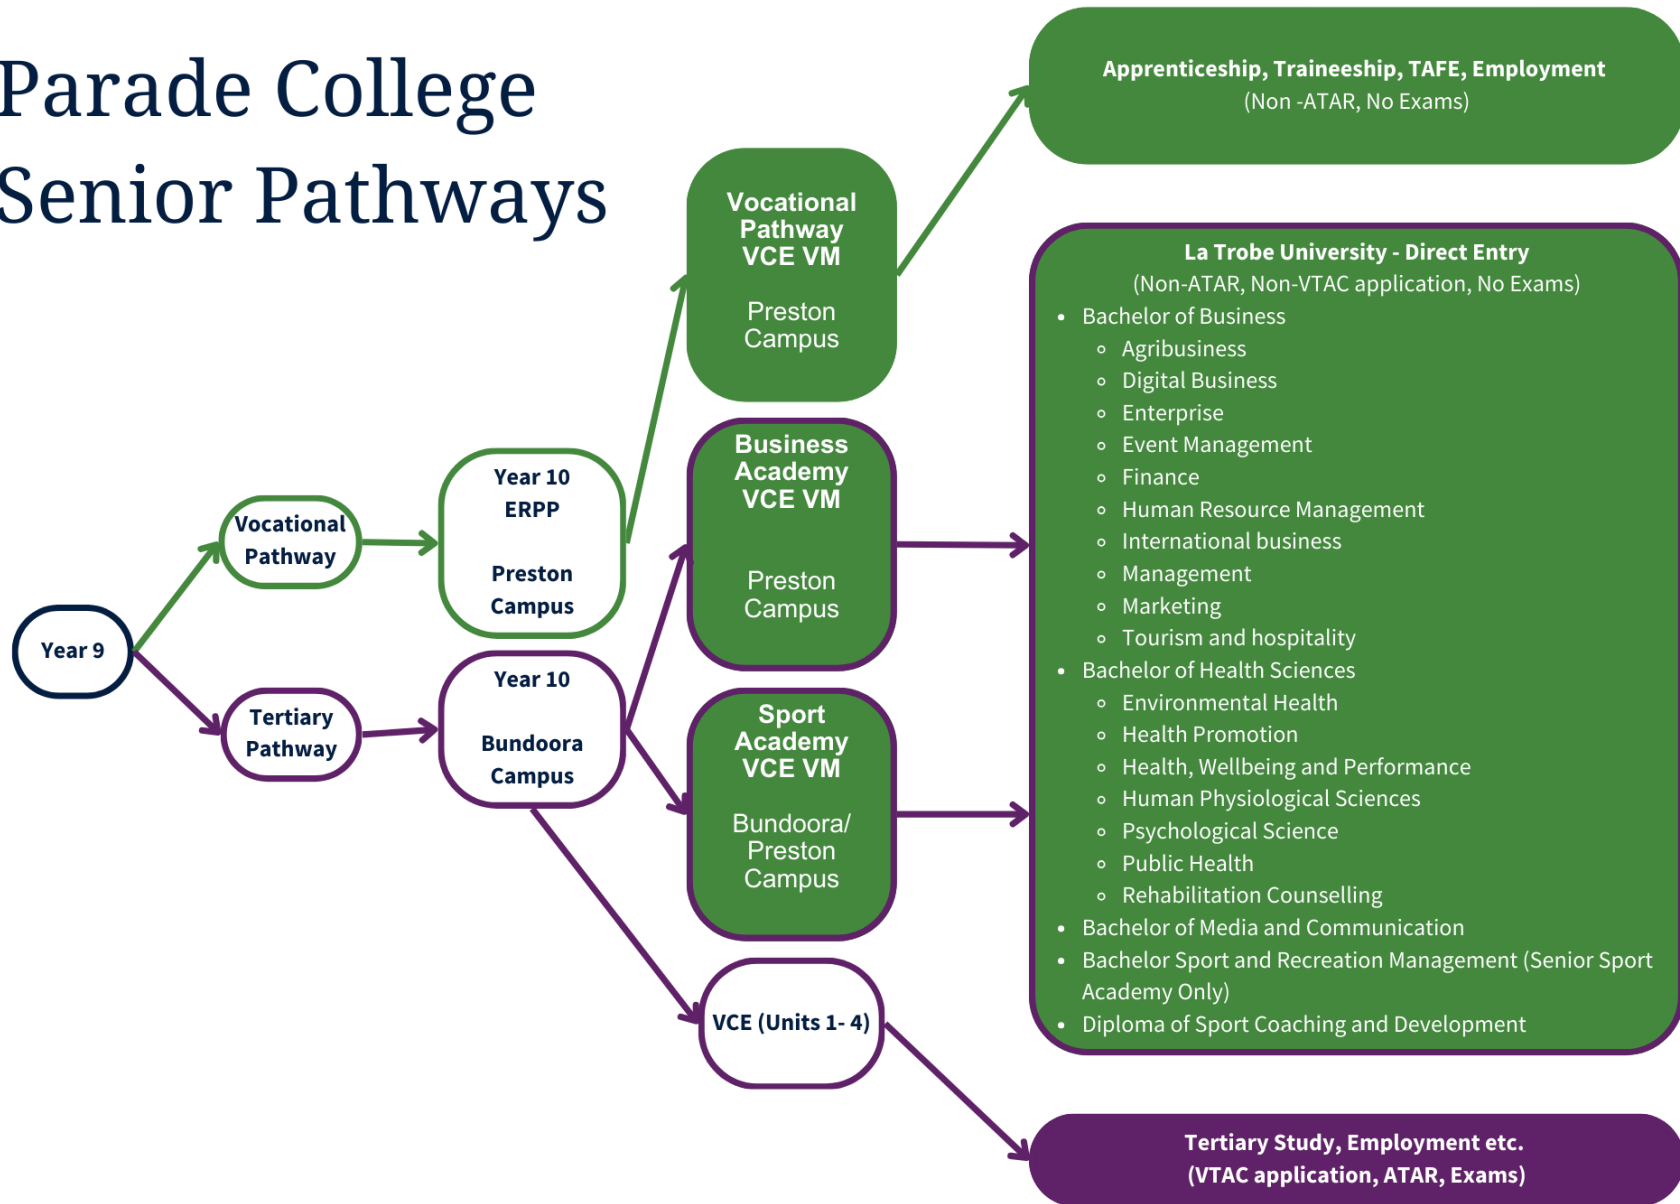 Parade College
Senior Pathways
Year 9
Vocational
Pathway
Tertiary
Pathway
Year 10
ERPP
Preston
Campus
Year 10
Bundoora
Campus
Vocational
Pathway
VCE VM
Preston
Campus
Business
Academy
VCE VM
Preston
Campus
Sport
Academy
VCE VM
Bundoora/
Preston
Campus
VCE (Units 1- 4)
Apprenticeship, Traineeship, TAFE, Employment
(Non -ATAR, No Exams)
La Trobe University - Direct Entry
(Non-ATAR, Non-VTAC application, No Exams)
• Bachelor of Business
◦ Agribusiness
◦ Digital Business
◦ Enterprise
◦ Event Management
◦ Finance
◦ Human Resource Management
◦ International business
◦ Management
◦ Marketing
◦ Tourism and hospitality
• Bachelor of Health Sciences
◦ Environmental Health
◦ Health Promotion
◦ Health, Wellbeing and Performance
◦ Human Physiological Sciences
◦ Psychological Science
◦ Public Health
◦ Rehabilitation Counselling
• Bachelor of Media and Communication
• Bachelor Sport and Recreation Management (Senior Sport
Academy Only)
• Diploma of Sport Coaching and Development
Tertiary Study, Employment etc.
(VTAC application, ATAR, Exams)